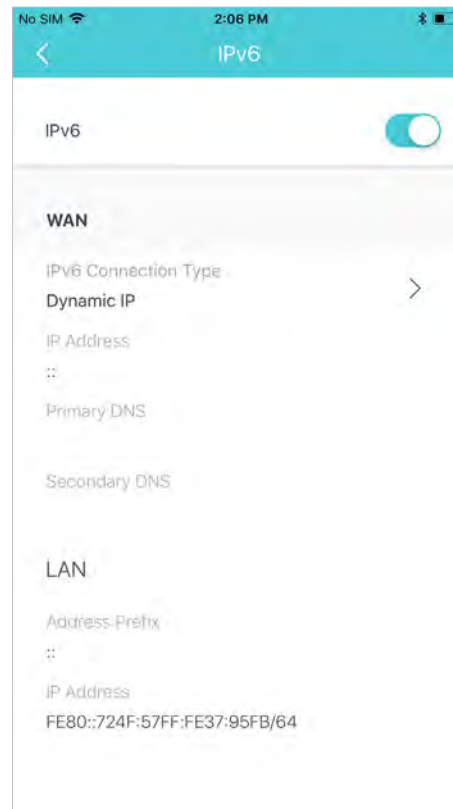 No SIM 2:06 PM
IPv6
IPv6
WAN
IPv6 Connection Type
Dynamic IP
IP Address
::
Primary DNS
Secondary DNS
LAN
Address Prefix
::
IP Address
FE80::724F:57FF:FE37:95FB/64